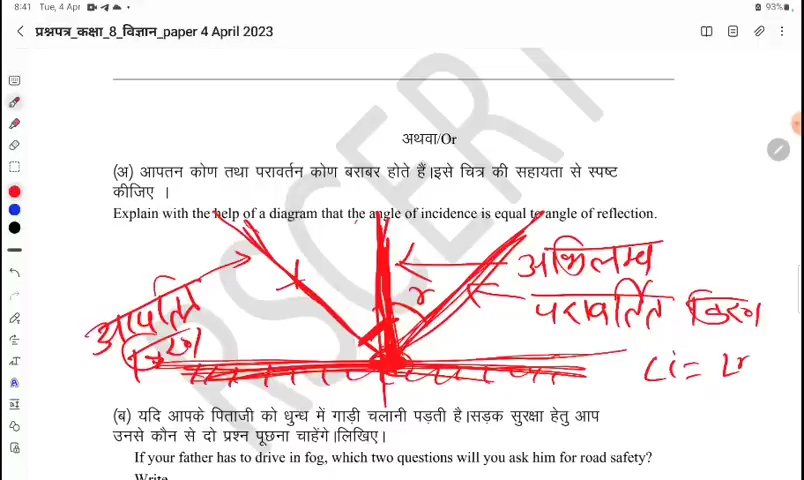 8:41 Tue, 4 Apr
93%
प्रश्नपत्र_कक्षा_8_विज्ञान_paper 4 April 2023
RSCERT
अथवा/Or
(अ) आपतन कोण तथा परावर्तन कोण बराबर होते हैं।इसे चित्र की सहायता से स्पष्ट
कीजिए ।
Explain with the help of a diagram that the angle of incidence is equal to angle of reflection.
अभिलम्ब
r
परावर्तित किरण
आपतित
किरण
∠i = ∠r
(ब) यदि आपके पिताजी को धुन्ध में गाड़ी चलानी पड़ती है।सड़क सुरक्षा हेतु आप
उनसे कौन से दो प्रश्न पूछना चाहेंगे।लिखिए।
If your father has to drive in fog, which two questions will you ask him for road safety?
Write